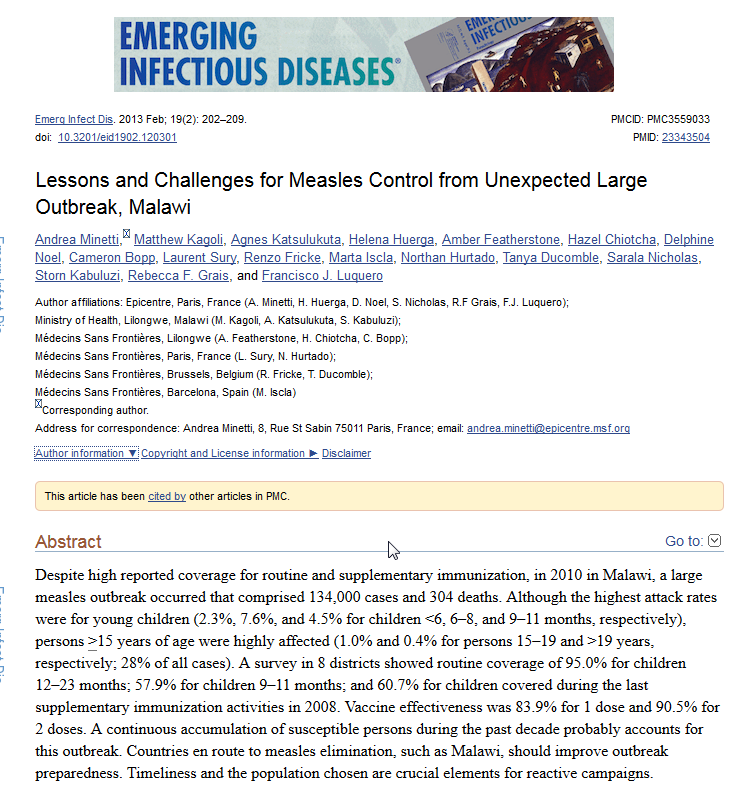 EMERGING
INFECTIOUS DISEASES®
EMERGING
INFECTIOUS
Emerg Infect Dis. 2013 Feb; 19(2): 202–209.
PMCID: PMC3559033
doi: 10.3201/eid1902.120301
PMID: 23343504
Lessons and Challenges for Measles Control from Unexpected Large
Outbreak, Malawi
Andrea Minetti, Matthew Kagoli, Agnes Katsulukuta, Helena Huerga, Amber Featherstone, Hazel Chiotcha, Delphine
Noel, Cameron Bopp, Laurent Sury, Renzo Fricke, Marta Iscla, Northan Hurtado, Tanya Ducomble, Sarala Nicholas,
Storn Kabuluzi, Rebecca F. Grais, and Francisco J. Luquero
Author affiliations: Epicentre, Paris, France (A. Minetti, H. Huerga, D. Noel, S. Nicholas, R.F Grais, F.J. Luquero);
Ministry of Health, Lilongwe, Malawi (M. Kagoli, A. Katsulukuta, S. Kabuluzi);
Médecins Sans Frontières, Lilongwe (A. Featherstone, H. Chiotcha, C. Bopp);
Médecins Sans Frontières, Paris, France (L. Sury, N. Hurtado);
Médecins Sans Frontières, Brussels, Belgium (R. Fricke, T. Ducomble);
Médecins Sans Frontières, Barcelona, Spain (M. Iscla)
Corresponding author.
Address for correspondence: Andrea Minetti, 8, Rue St Sabin 75011 Paris, France; email: andrea.minetti@epicentre.msf.org
Author information ▼ Copyright and License information ► Disclaimer
This article has been cited by other articles in PMC.
Abstract
Go to:
Despite high reported coverage for routine and supplementary immunization, in 2010 in Malawi, a large
measles outbreak occurred that comprised 134,000 cases and 304 deaths. Although the highest attack rates
were for young children (2.3%, 7.6%, and 4.5% for children <6, 6–8, and 9–11 months, respectively),
persons >15 years of age were highly affected (1.0% and 0.4% for persons 15–19 and >19 years,
respectively; 28% of all cases). A survey in 8 districts showed routine coverage of 95.0% for children
12–23 months; 57.9% for children 9–11 months; and 60.7% for children covered during the last
supplementary immunization activities in 2008. Vaccine effectiveness was 83.9% for 1 dose and 90.5% for
2 doses. A continuous accumulation of susceptible persons during the past decade probably accounts for
this outbreak. Countries en route to measles elimination, such as Malawi, should improve outbreak
preparedness. Timeliness and the population chosen are crucial elements for reactive campaigns.